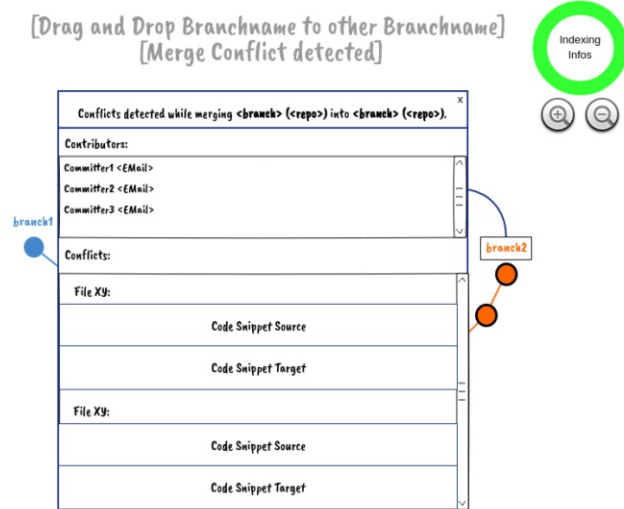 [Drag and Drop Branchname to other Branchname]
[Merge Conflict detected]
Indexing
Infos
x
Conflicts detected while merging <branch> (<repo>) into <branch> (<repo>).
Contributors:
Committer1 <EMail>
Committer2 <EMail>
Committer3 <EMail>
branch1
branch2
Conflicts:
File XY:
Code Snippet Source
Code Snippet Target
File XY:
Code Snippet Source
Code Snippet Target